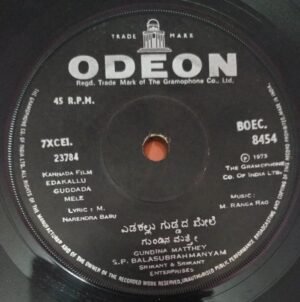 TRADE MARK
ODEON
Regd. Trade Mark of The Gramophone Co., Ltd.
45 R.P.M.
7XCEI.
23784
BOEC.
8454
KANNADA FILM
EDAKALLU
GUDDADA
MELE
LYRIC : M.
NARENDRA BABU
℗ 1973
THE GRAMOPHONE
CO. OF INDIA LTD.
MUSIC :
M. RANGA RAO
ಎಡಕಲ್ಲು ಗುಡ್ಡದ ಮೇಲೆ
ಗುಂಡಿನ ಮತ್ತೇ
GUNDINA MATTHEY
S.P. BALASUBRAHMANYAM
SRIKANT & SRIKANT
ENTERPRISES